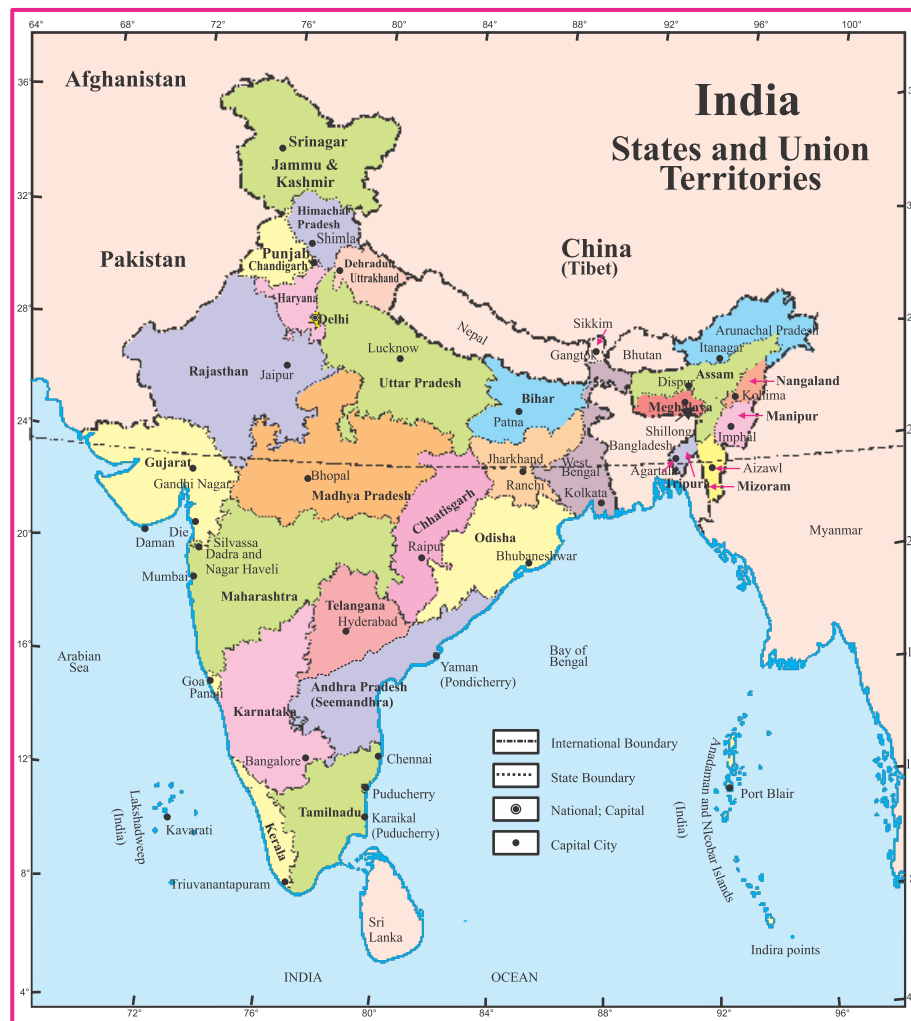 64°
68°
72°
76°
80°
84°
88°
92°
96°
100°
36°
32°
28°
24°
20°
16°
12°
8°
4°
Afghanistan
India
States and Union
Territories
Srinagar
Jammu &
Kashmir
Himachal
Pradesh
Shimla
Pakistan
Punjab
Chandigarh
Dehradun
Uttrakhand
China
(Tibet)
Haryana
Delhi
Nepal
Sikkim
Gangtok
Bhutan
Arunachal Pradesh
Itanagar
Rajasthan
Jaipur
Lucknow
Uttar Pradesh
Bihar
Patna
Assam
Dispur
Nangaland
Kohima
Meghalaya
Manipur
Shillong
Imphal
Bangladesh
Gujarat
Gandhi Nagar
Bhopal
Madhya Pradesh
Jharkhand
Ranchi
West
Bengal
Kolkata
Agartala
Tripura
Aizawl
Mizoram
Chhatisgarh
Raipur
Odisha
Bhubaneshwar
Myanmar
Die
Daman
Silvassa
Dadra and
Nagar Haveli
Mumbai
Maharashtra
Telangana
Hyderabad
Arabian
Sea
Bay of
Bengal
Yaman
(Pondicherry)
Goa
Panaji
Karnataka
Andhra Pradesh
(Seemandhra)
Bangalore
Chennai
Puducherry
Tamilnadu
Karaikal
(Puducherry)
Kerala
Lakshadweep
(India)
Kavarati
Triuvanantapuram
International Boundary
State Boundary
National; Capital
Capital City
Anadaman and NIcobar Islands
(India)
Port Blair
Sri
Lanka
Indira points
INDIA
OCEAN
72°
76°
80°
84°
88°
92°
96°